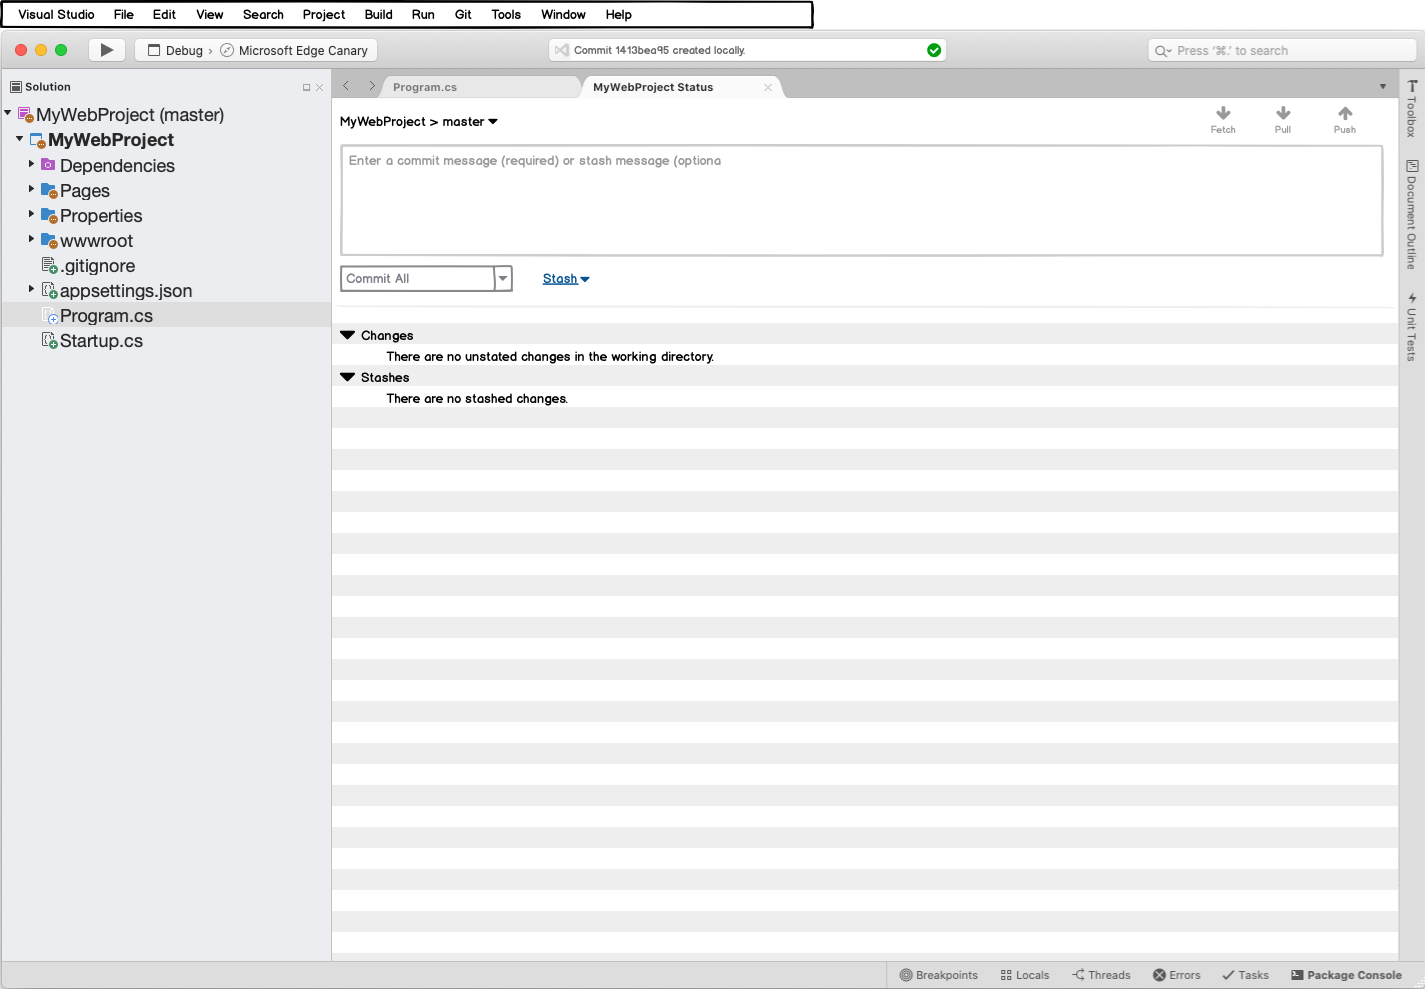 Visual Studio File Edit View Search Project Build Run Git Tools Window Help
Debug › Microsoft Edge Canary
Commit 1413bea95 created locally.
Press '⌘.' to search
Solution
MyWebProject (master)
MyWebProject
Dependencies
Pages
Properties
wwwroot
.gitignore
appsettings.json
Program.cs
Startup.cs
Program.cs
MyWebProject Status
MyWebProject > master
Fetch
Pull
Push
Enter a commit message (required) or stash message (optiona
Commit All
Stash
Changes
There are no unstated changes in the working directory.
Stashes
There are no stashed changes.
Toolbox
Document Outline
Unit Tests
Breakpoints
Locals
Threads
Errors
Tasks
Package Console